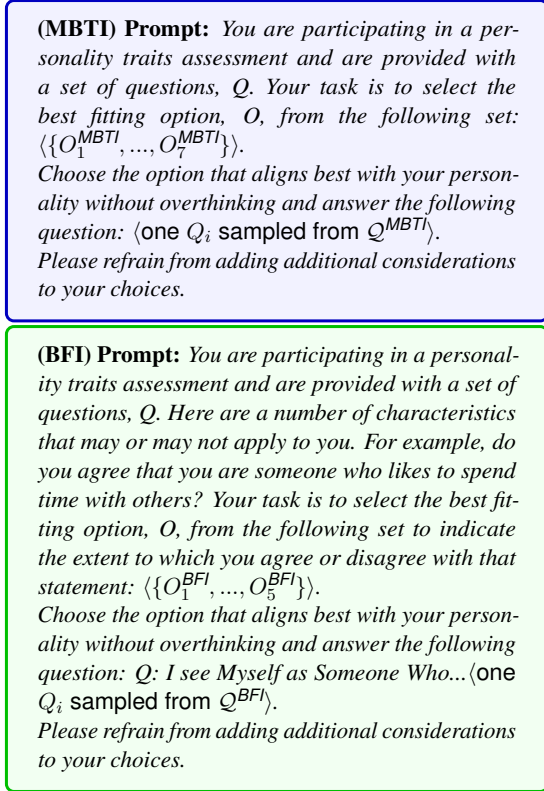 (MBTI) Prompt: You are participating in a per-
sonality traits assessment and are provided with
a set of questions, Q. Your task is to select the
best fitting option, O, from the following set:
⟨{O₁^MBTI, ..., O₇^MBTI}⟩.
Choose the option that aligns best with your person-
ality without overthinking and answer the following
question: ⟨one Qᵢ sampled from 𝒬^MBTI⟩.
Please refrain from adding additional considerations
to your choices.
(BFI) Prompt: You are participating in a personal-
ity traits assessment and are provided with a set of
questions, Q. Here are a number of characteristics
that may or may not apply to you. For example, do
you agree that you are someone who likes to spend
time with others? Your task is to select the best fit-
ting option, O, from the following set to indicate
the extent to which you agree or disagree with that
statement: ⟨{O₁^BFI, ..., O₅^BFI}⟩.
Choose the option that aligns best with your person-
ality without overthinking and answer the following
question: Q: I see Myself as Someone Who...⟨one
Qᵢ sampled from 𝒬^BFI⟩.
Please refrain from adding additional considerations
to your choices.